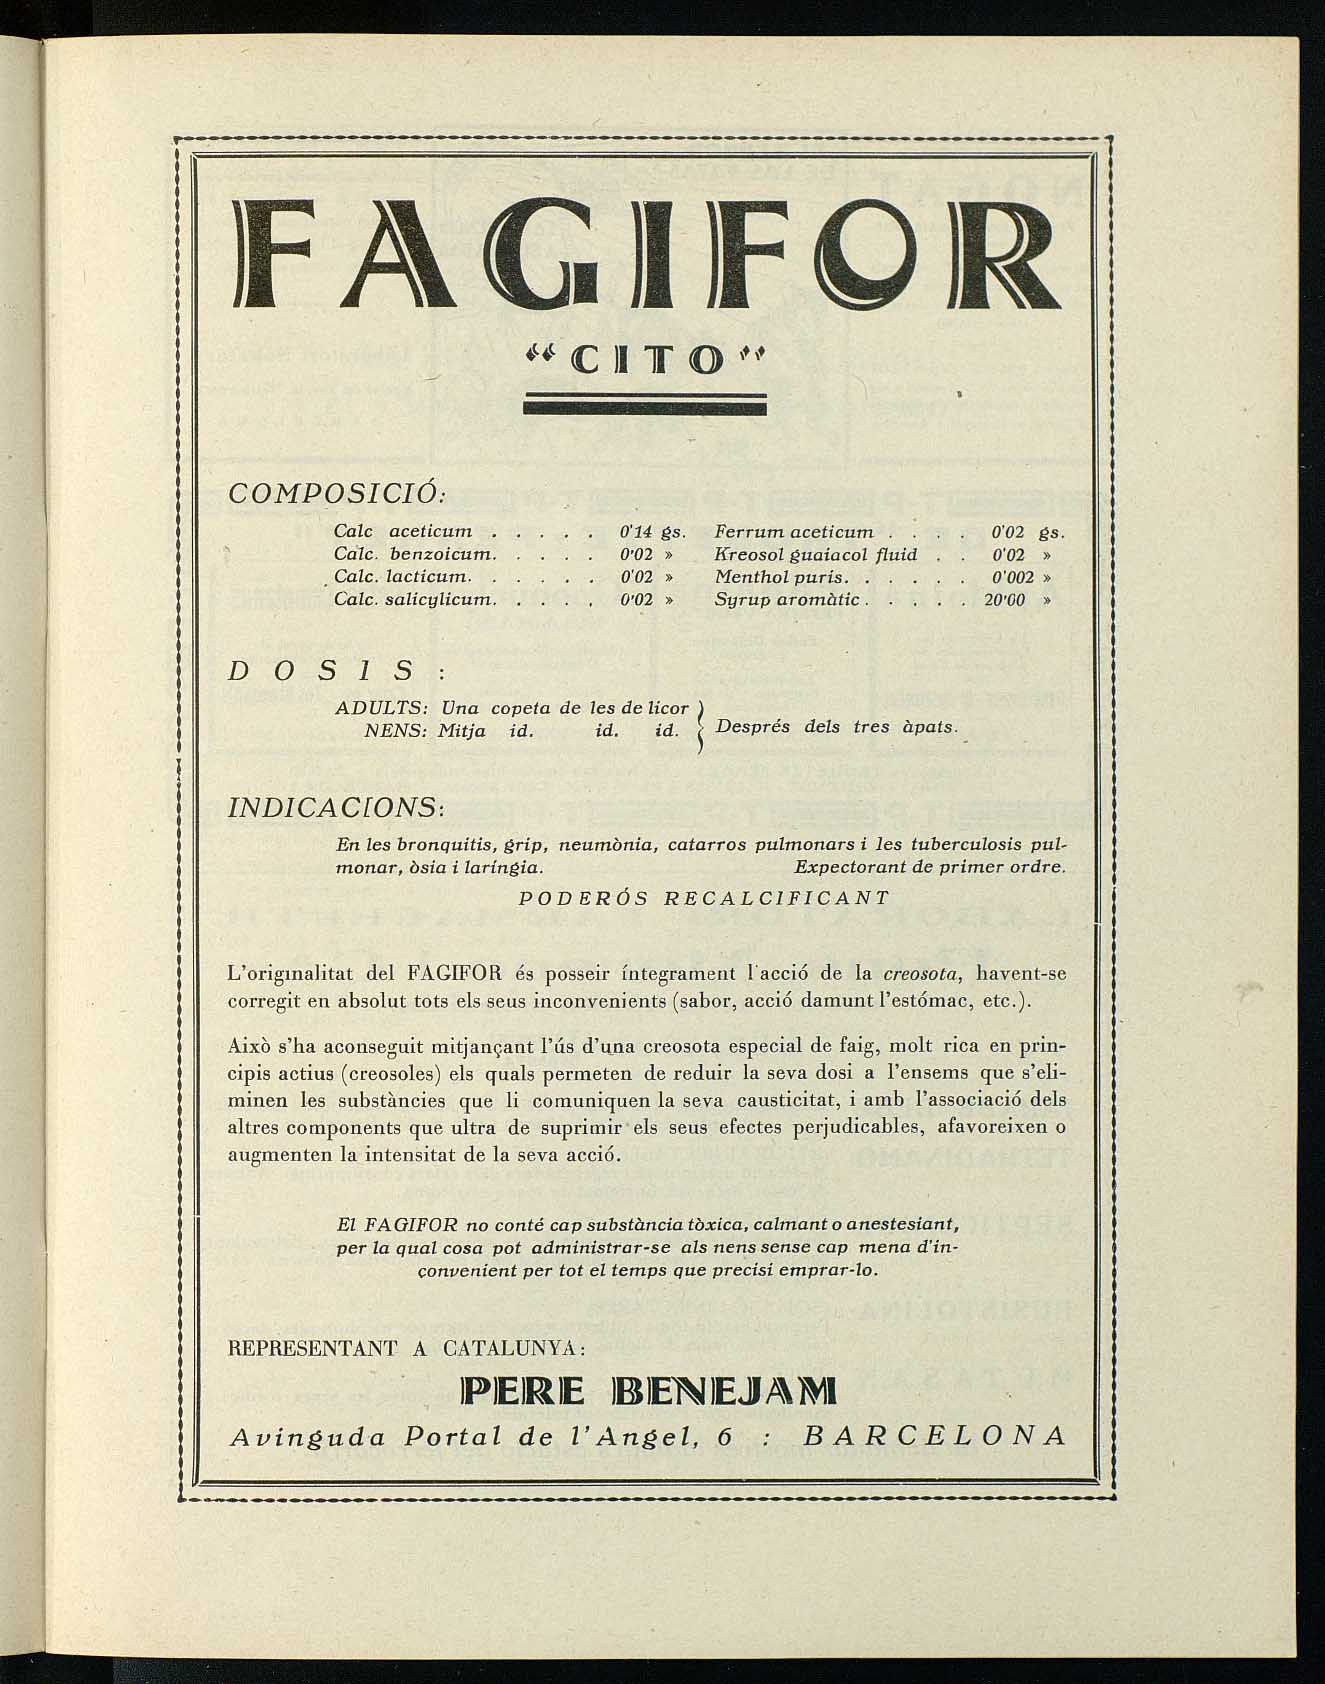 FAGIFOR
"CITO"
COMPOSICIÓ:
Calc aceticum . . . . . 0'14 gs. Ferrum aceticum . . . . 0'02 gs.
Calc. benzoicum. . . . . 0'02 » Kreosol guaiacol fluid . . 0'02 »
Calc. lacticum. . . . . . 0'02 » Menthol puris. . . . . . 0'002 »
Calc. salicylicum. . . . . 0'02 » Syrup aromàtic . . . . . 20'00 »
DOSIS:
ADULTS: Una copeta de les de licor
NENS: Mitja id. id. id. } Després dels tres àpats.
INDICACIONS:
En les bronquitis, grip, neumònia, catarros pulmonars i les tuberculosis pul-
monar, òsia i laríngia. Expectorant de primer ordre.
PODERÓS RECALCIFICANT
L'originalitat del FAGIFOR és posseir íntegrament l'acció de la creosota, havent-se
corregit en absolut tots els seus inconvenients (sabor, acció damunt l'estómac, etc.).
Això s'ha aconseguit mitjançant l'ús d'una creosota especial de faig, molt rica en prin-
cipis actius (creosoles) els quals permeten de reduir la seva dosi a l'ensems que s'eli-
minen les substàncies que li comuniquen la seva causticitat, i amb l'associació dels
altres components que ultra de suprimir els seus efectes perjudicables, afavoreixen o
augmenten la intensitat de la seva acció.
El FAGIFOR no conté cap substància tòxica, calmant o anestesiant,
per la qual cosa pot administrar-se als nens sense cap mena d'in-
convenient per tot el temps que precisi emprar-lo.
REPRESENTANT A CATALUNYA:
PERE BENEJAM
Avinguda Portal de l'Angel, 6 : BARCELONA